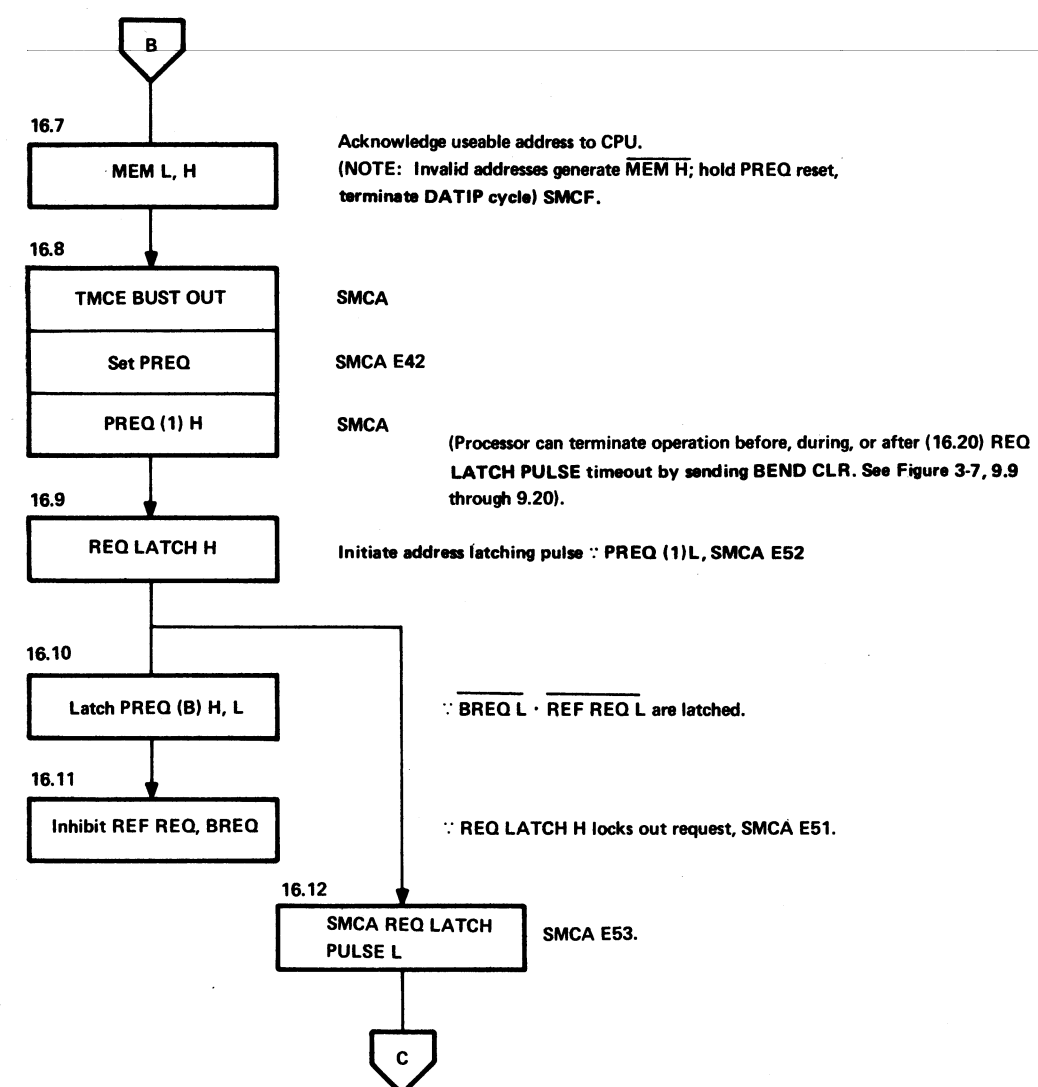 B
16.7
MEM L, H
Acknowledge useable address to CPU.
(NOTE: Invalid addresses generate M̅E̅M̅ ̅H̅; hold PREQ reset,
terminate DATIP cycle) SMCF.
16.8
TMCE BUST OUT
SMCA
Set PREQ
SMCA E42
PREQ (1) H
SMCA
(Processor can terminate operation before, during, or after (16.20) REQ
LATCH PULSE timeout by sending BEND CLR. See Figure 3-7, 9.9
through 9.20).
16.9
REQ LATCH H
Initiate address latching pulse ∵ PREQ (1)L, SMCA E52
16.10
Latch PREQ (B) H, L
∵ B̅R̅E̅Q̅ ̅L̅ · R̅E̅F̅ ̅R̅E̅Q̅ ̅L̅ are latched.
16.11
Inhibit REF REQ, BREQ
∵ REQ LATCH H locks out request, SMCA E51.
16.12
SMCA REQ LATCH
PULSE L
SMCA E53.
C